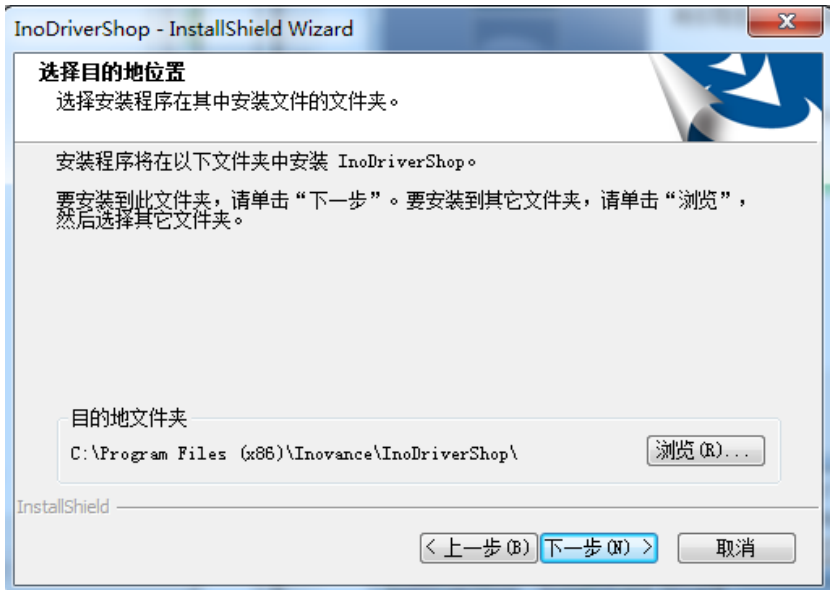 InoDriverShop - InstallShield Wizard
选择目的地位置
选择安装程序在其中安装文件的文件夹。
安装程序将在以下文件夹中安装 InoDriverShop。
要安装到此文件夹，请单击“下一步”。要安装到其它文件夹，请单击“浏览”，
然后选择其它文件夹。
目的地文件夹
C:\Program Files (x86)\Inovance\InoDriverShop\
浏览(R)...
InstallShield
< 上一步(B)
下一步(N) >
取消